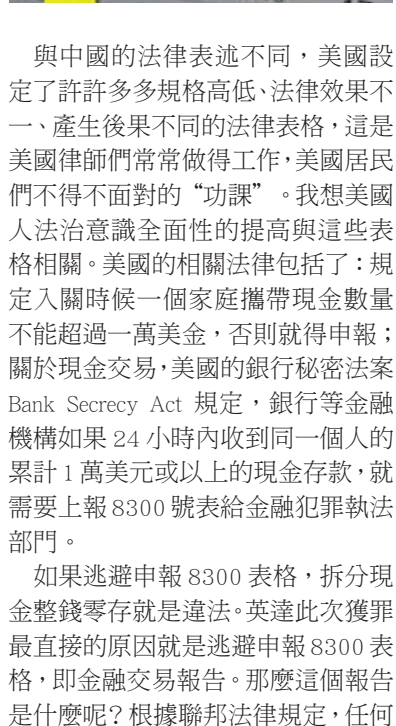 與中國的法律表述不同，美國設
定了許許多多規格高低、法律效果不
一、產生後果不同的法律表格，這是
美國律師們常常做得工作，美國居民
們不得不面對的“功課”。我想美國
人法治意識全面性的提高與這些表
格相關。美國的相關法律包括了：規
定入關時候一個家庭攜帶現金數量
不能超過一萬美金，否則就得申報；
關於現金交易，美國的銀行秘密法案
Bank Secrecy Act 規定，銀行等金融
機構如果 24 小時內收到同一個人的
累計 1 萬美元或以上的現金存款，就
需要上報 8300 號表給金融犯罪執法
部門。
如果逃避申報 8300 表格，拆分現
金整錢零存就是違法。英達此次獲罪
最直接的原因就是逃避申報 8300 表
格，即金融交易報告。那麼這個報告
是什麼呢？根據聯邦法律規定，任何